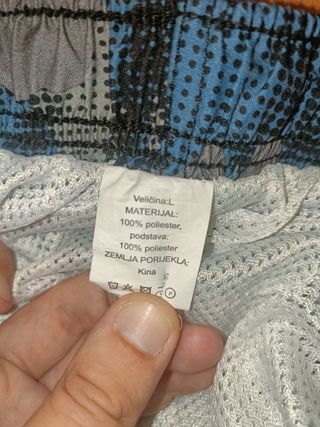 Veličina:L
MATERIJAL:
100% poliester,
podstava:
100% poliester
ZEMLJA PORIJEKLA:
Kina